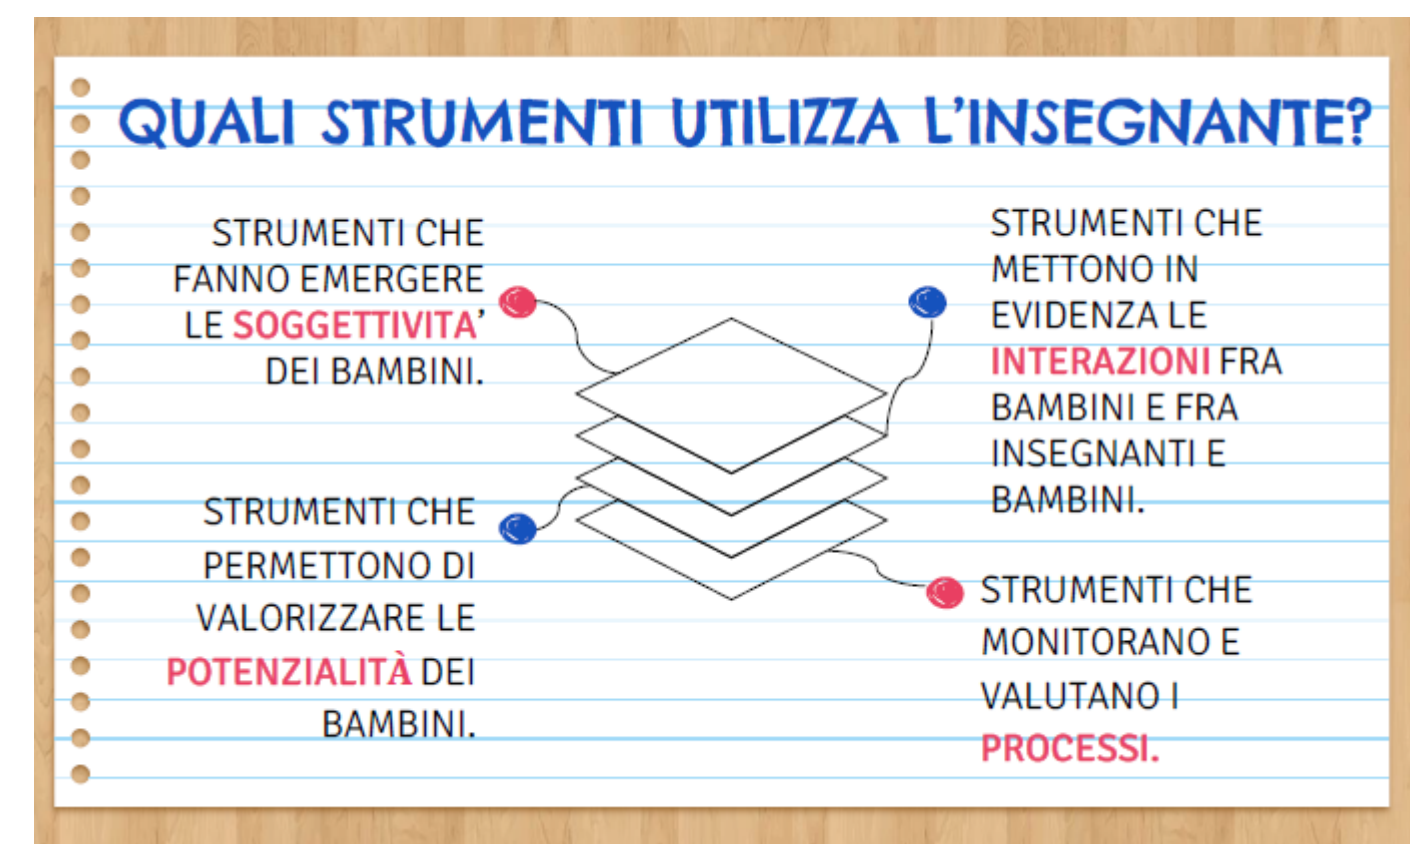 QUALI STRUMENTI UTILIZZA L'INSEGNANTE?
STRUMENTI CHE
FANNO EMERGERE
LE SOGGETTIVITA'
DEI BAMBINI.
STRUMENTI CHE
METTONO IN
EVIDENZA LE
INTERAZIONI FRA
BAMBINI E FRA
INSEGNANTI E
BAMBINI.
STRUMENTI CHE
PERMETTONO DI
VALORIZZARE LE
POTENZIALITÀ DEI
BAMBINI.
STRUMENTI CHE
MONITORANO E
VALUTANO I
PROCESSI.